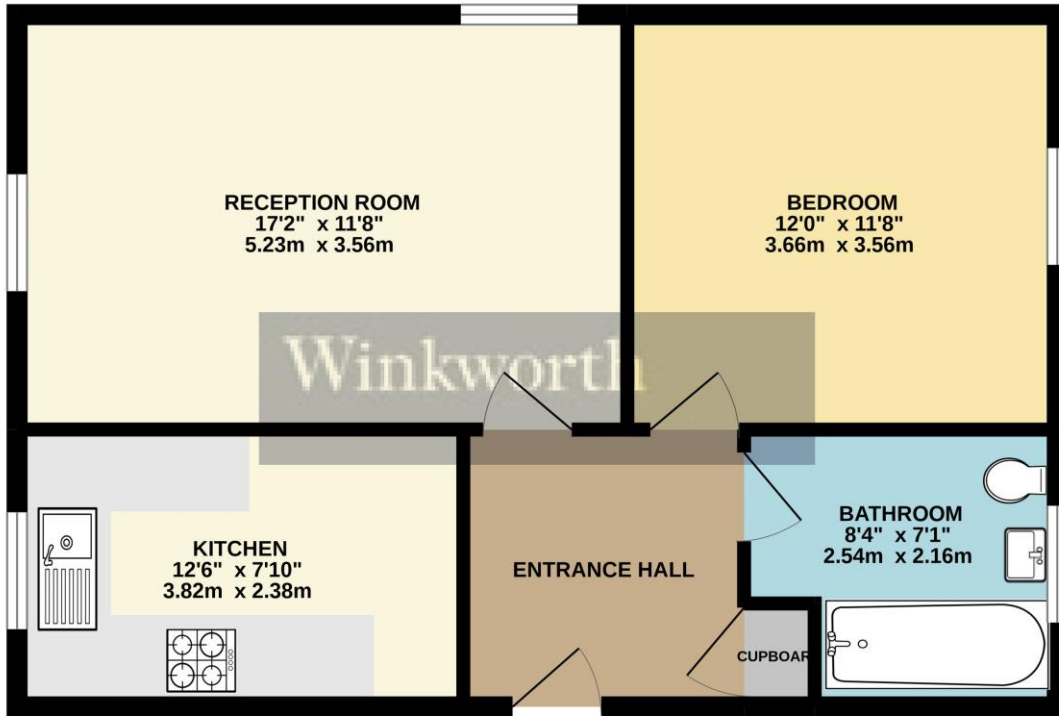 RECEPTION ROOM
17'2" x 11'8"
5.23m x 3.56m
BEDROOM
12'0" x 11'8"
3.66m x 3.56m
Winkworth
KITCHEN
12'6" x 7'10"
3.82m x 2.38m
ENTRANCE HALL
BATHROOM
8'4" x 7'1"
2.54m x 2.16m
CUPBOAR